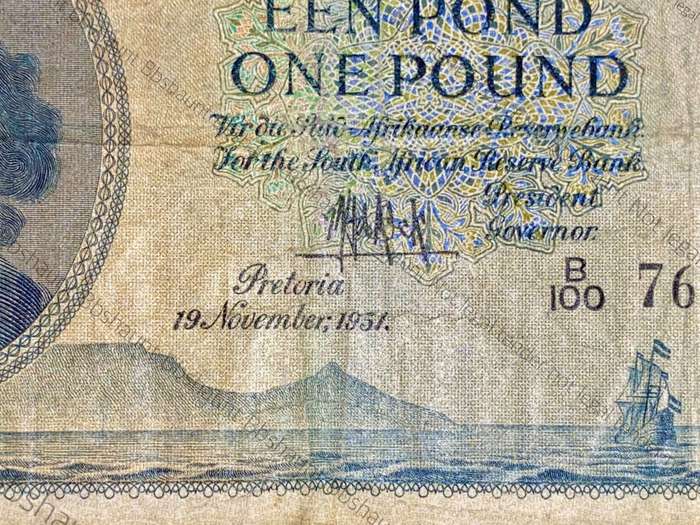 EEN POND
ONE POUND
Vir die Suid-Afrikaanse Reserwebank
For the South African Reserve Bank
President
Governor.
Pretoria
19 November, 1951.
B
100 76